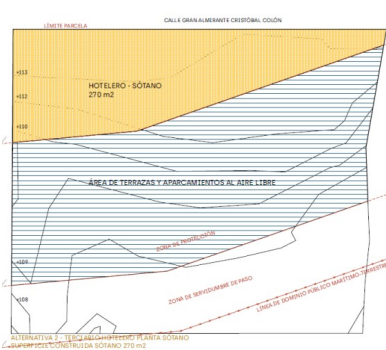 CALLE GRAN ALMIRANTE CRISTÓBAL COLÓN
LÍMITE PARCELA
+113
HOTELERO - SÓTANO
270 m2
+112
+110
ÁREA DE TERRAZAS Y APARCAMIENTOS AL AIRE LIBRE
ZONA DE PROTECCIÓN
+109
ZONA DE SERVIDUMBRE DE PASO
LÍNEA DE DOMINIO PÚBLICO MARÍTIMO-TERRESTRE
+108
ALTERNATIVA 2 - TERCIARIO HOTELERO PLANTA SÓTANO
SUPERFICIE CONSTRUIDA SÓTANO 270 m2